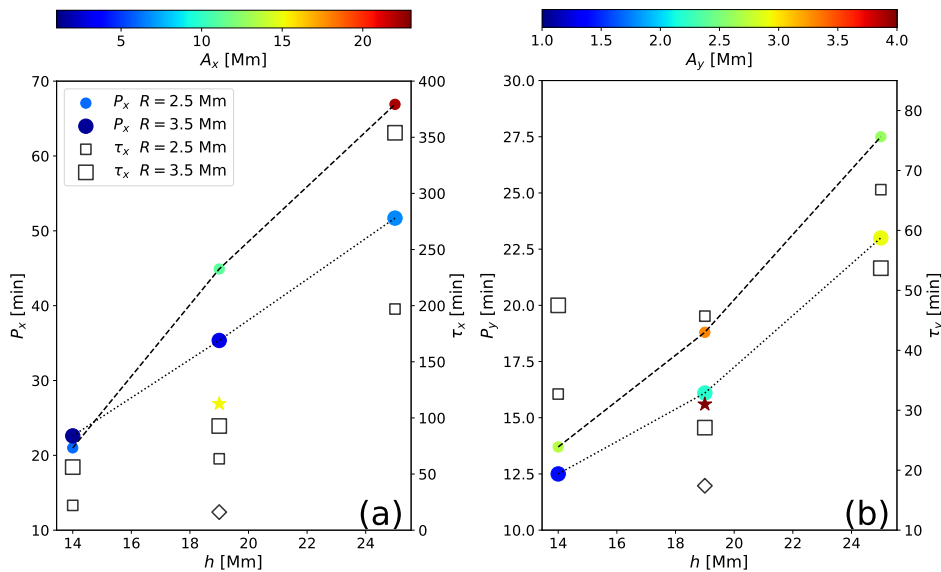 5 10 15 20
A_x [Mm]
1.0 1.5 2.0 2.5 3.0 3.5 4.0
A_y [Mm]
P_x R = 2.5 Mm
P_x R = 3.5 Mm
τ_x R = 2.5 Mm
τ_x R = 3.5 Mm
70
60
50
40
30
20
10
P_x [min]
400
350
300
250
200
150
100
50
0
τ_x [min]
14 16 18 20 22 24
h [Mm]
(a)
30.0
27.5
25.0
22.5
20.0
17.5
15.0
12.5
10.0
P_y [min]
80
70
60
50
40
30
20
10
τ_y [min]
14 16 18 20 22 24
h [Mm]
(b)